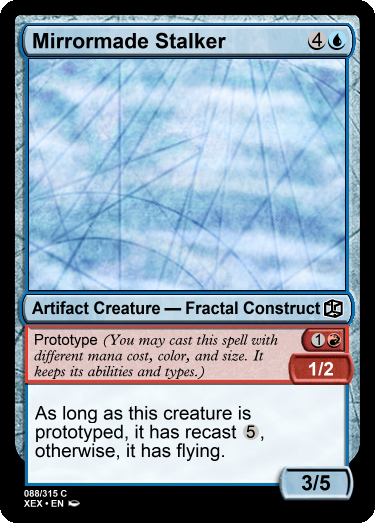 Mirrormade Stalker 4
Artifact Creature — Fractal Construct
Prototype (You may cast this spell with 1
different mana cost, color, and size. It
keeps its abilities and types.)
1/2
As long as this creature is
prototyped, it has recast 5,
otherwise, it has flying.
3/5
088/315 C
XEX • EN